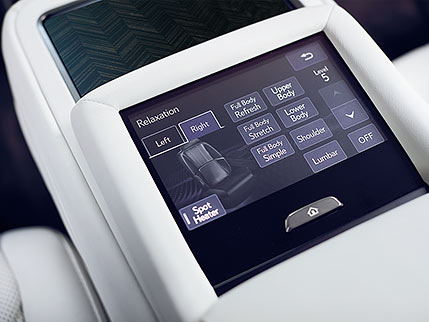 Relaxation
Left
Right
Full Body
Refresh
Full Body
Stretch
Full Body
Simple
Upper
Body
Lower
Body
Shoulder
Lumbar
Level
5
OFF
Spot
Heater